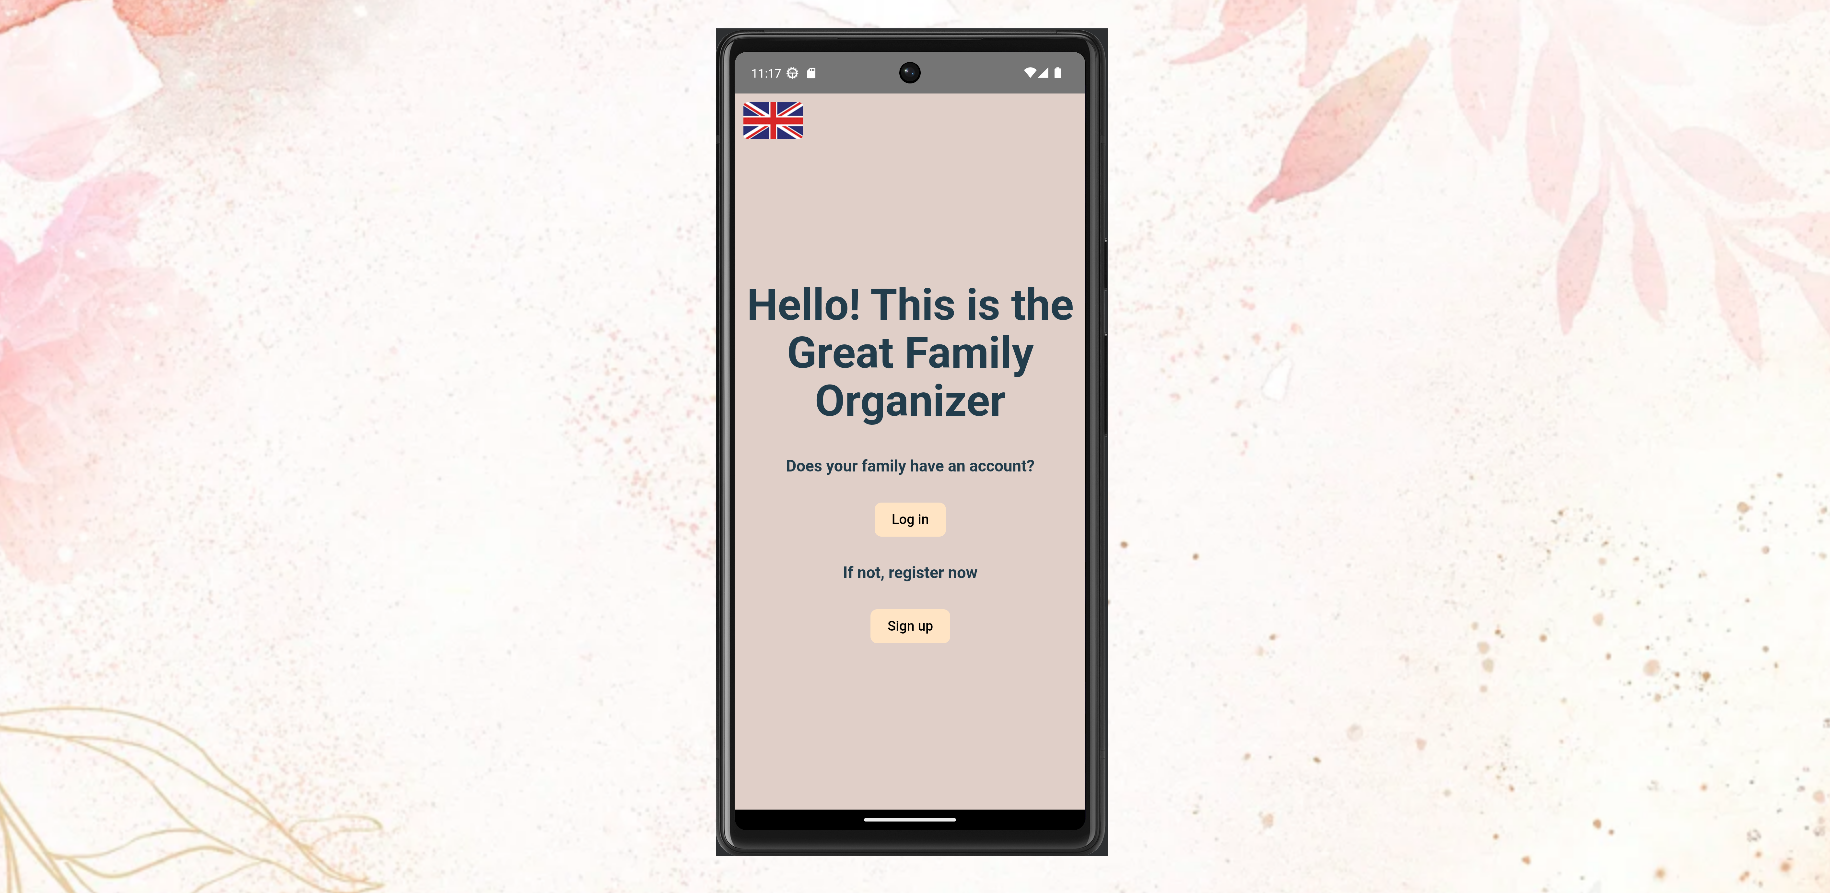 11:17
Hello! This is the
Great Family
Organizer
Does your family have an account?
Log in
If not, register now
Sign up